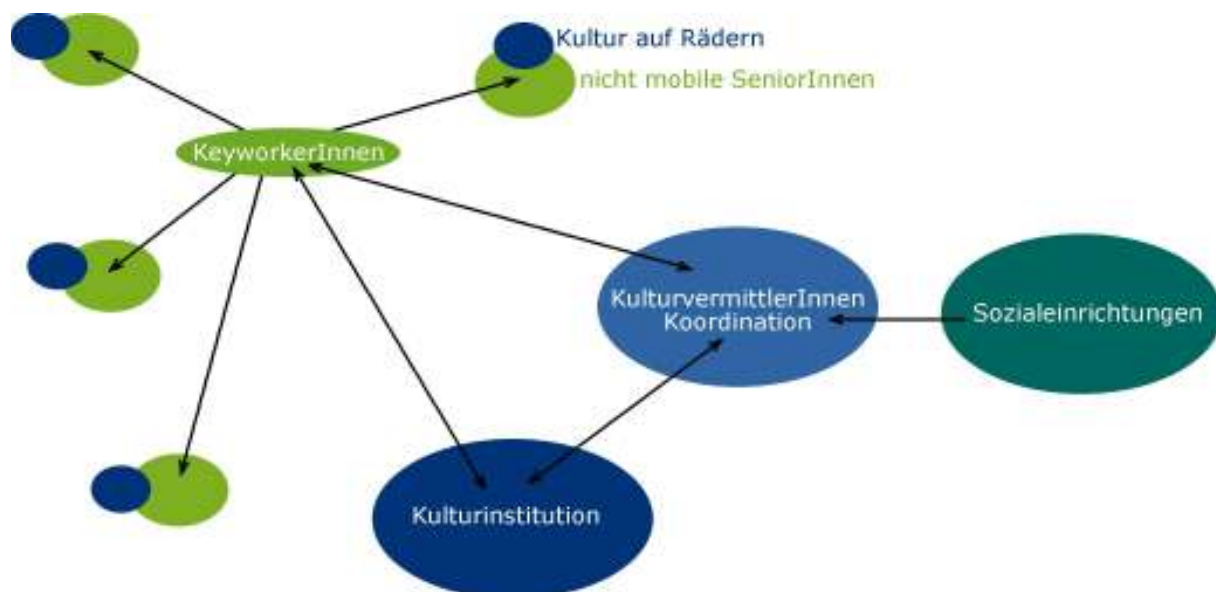 Kultur auf Rädern
nicht mobile SeniorInnen
KeyworkerInnen
KulturvermittlerInnen
Koordination
Sozialeinrichtungen
Kulturinstitution